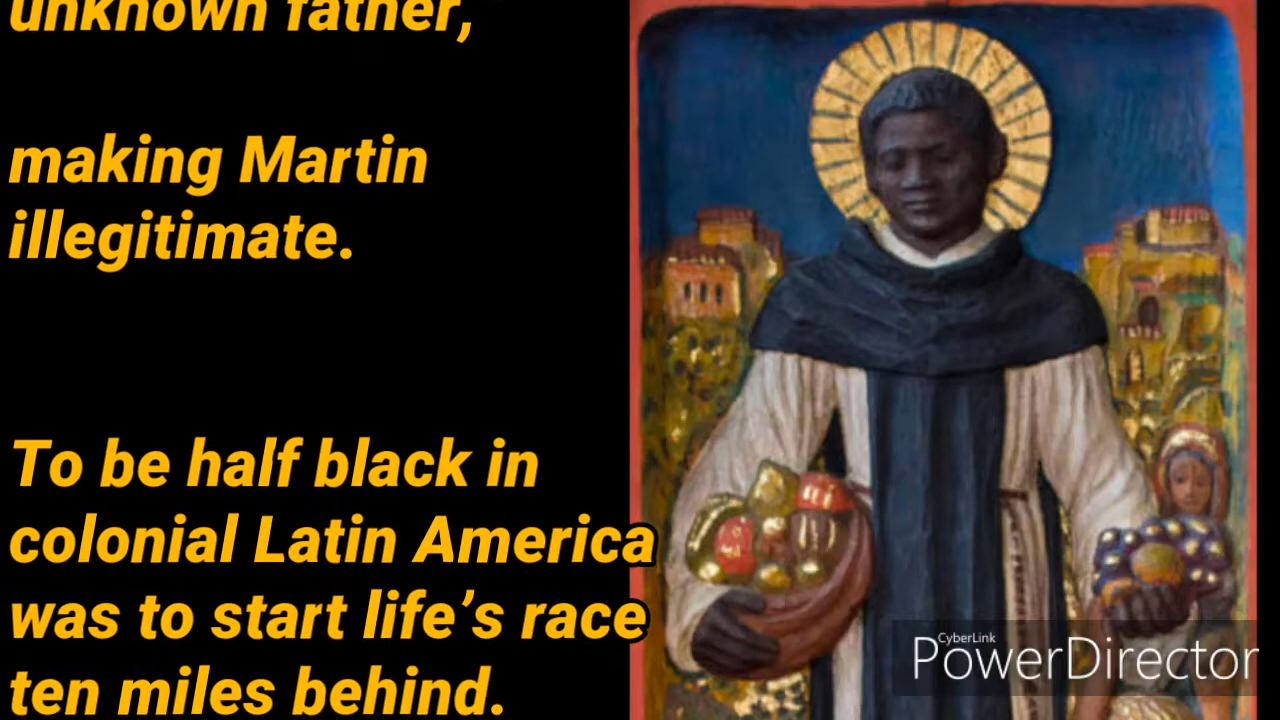 unknown father,
making Martin
illegitimate.
To be half black in
colonial Latin America
was to start life’s race
ten miles behind.
CyberLink
PowerDirector